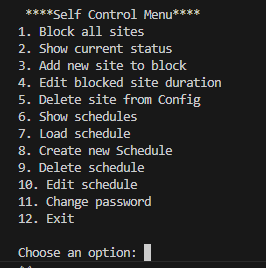 ****Self Control Menu****
1. Block all sites
2. Show current status
3. Add new site to block
4. Edit blocked site duration
5. Delete site from Config
6. Show schedules
7. Load schedule
8. Create new Schedule
9. Delete schedule
10. Edit schedule
11. Change password
12. Exit
Choose an option: